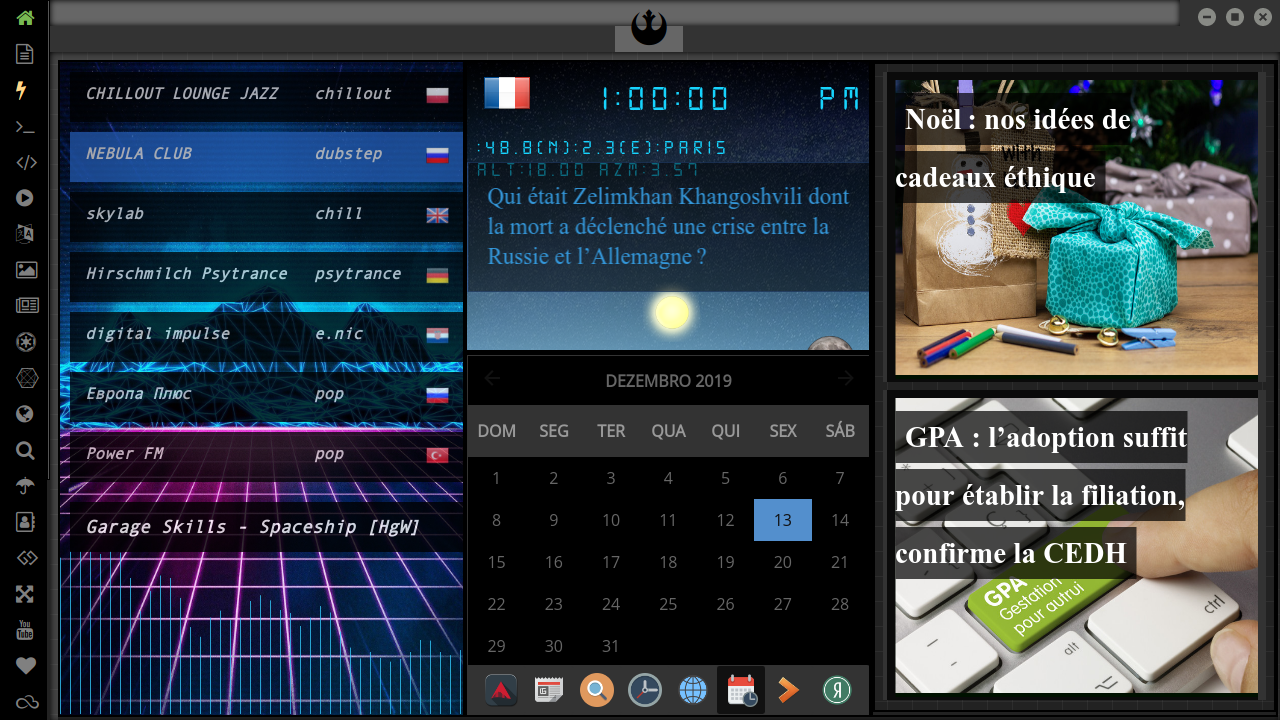 CHILLOUT LOUNGE JAZZ chillout
NEBULA CLUB dubstep
skylab chill
Hirschmilch Psytrance psytrance
digital impulse e.nic
Европа Плюс pop
Power FM pop
Garage Skills - Spaceship [HgW]
1:00:00 PM
:48.8(N):2.3(E):PARIS
ALT:18.00 AZM:3.57
Qui était Zelimkhan Khangoshvili dont
la mort a déclenché une crise entre la
Russie et l’Allemagne ?
DEZEMBRO 2019
DOM SEG TER QUA QUI SEX SÁB
1 2 3 4 5 6 7
8 9 10 11 12 13 14
15 16 17 18 19 20 21
22 23 24 25 26 27 28
29 30 31
Я
Noël : nos idées de
cadeaux éthique
GPA : l’adoption suffit
pour établir la filiation,
confirme la CEDH
GPA
Gestation
pour autrui
ctrl
alt
You
Tube